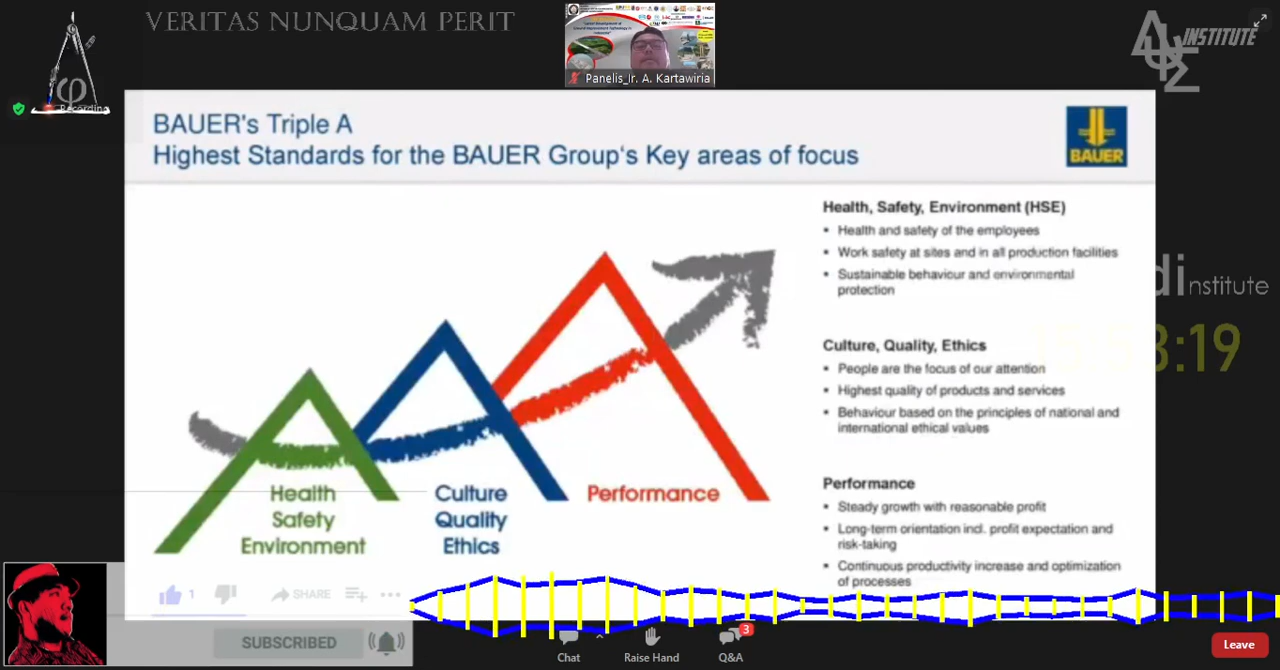 VERITAS NUNQUAM PERIT
Panelis_Ir. A. Kartawiria
INSTITUTE
Recording
BAUER's Triple A
Highest Standards for the BAUER Group's Key areas of focus
BAUER
Health, Safety, Environment (HSE)
▪ Health and safety of the employees
▪ Work safety at sites and in all production facilities
▪ Sustainable behaviour and environmental
protection
di institute
:19
Culture, Quality, Ethics
▪ People are the focus of our attention
▪ Highest quality of products and services
▪ Behaviour based on the principles of national and
international ethical values
Performance
▪ Steady growth with reasonable profit
▪ Long-term orientation incl. profit expectation and
risk-taking
▪ Continuous productivity increase and optimization
of processes
Health
Safety
Environment
Culture
Quality
Ethics
Performance
1
SHARE
SUBSCRIBED
Chat
Raise Hand
Q&A
3
Leave